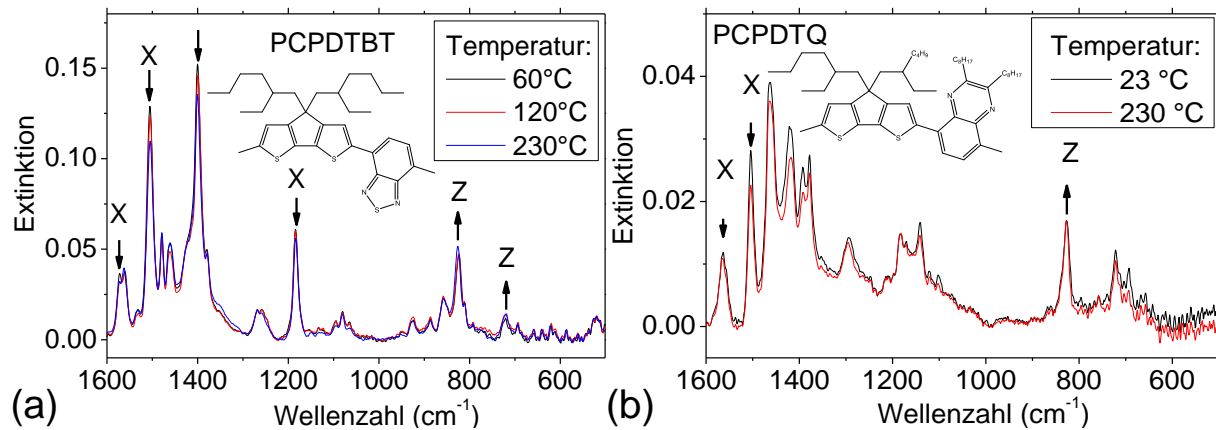 PCPDTBT
Temperatur:
60°C
120°C
230°C
X
X
X
Z
Z
N
S
N
S
S
0.15
0.10
0.05
0.00
Extinktion
1600 1400 1200 1000 800 600
Wellenzahl (cm⁻¹)
(a)
PCPDTQ
Temperatur:
23 °C
230 °C
X
X
Z
C₄H₉
C₈H₁₇
C₈H₁₇
N
N
S
S
0.04
0.02
0.00
Extinktion
1600 1400 1200 1000 800 600
Wellenzahl (cm⁻¹)
(b)